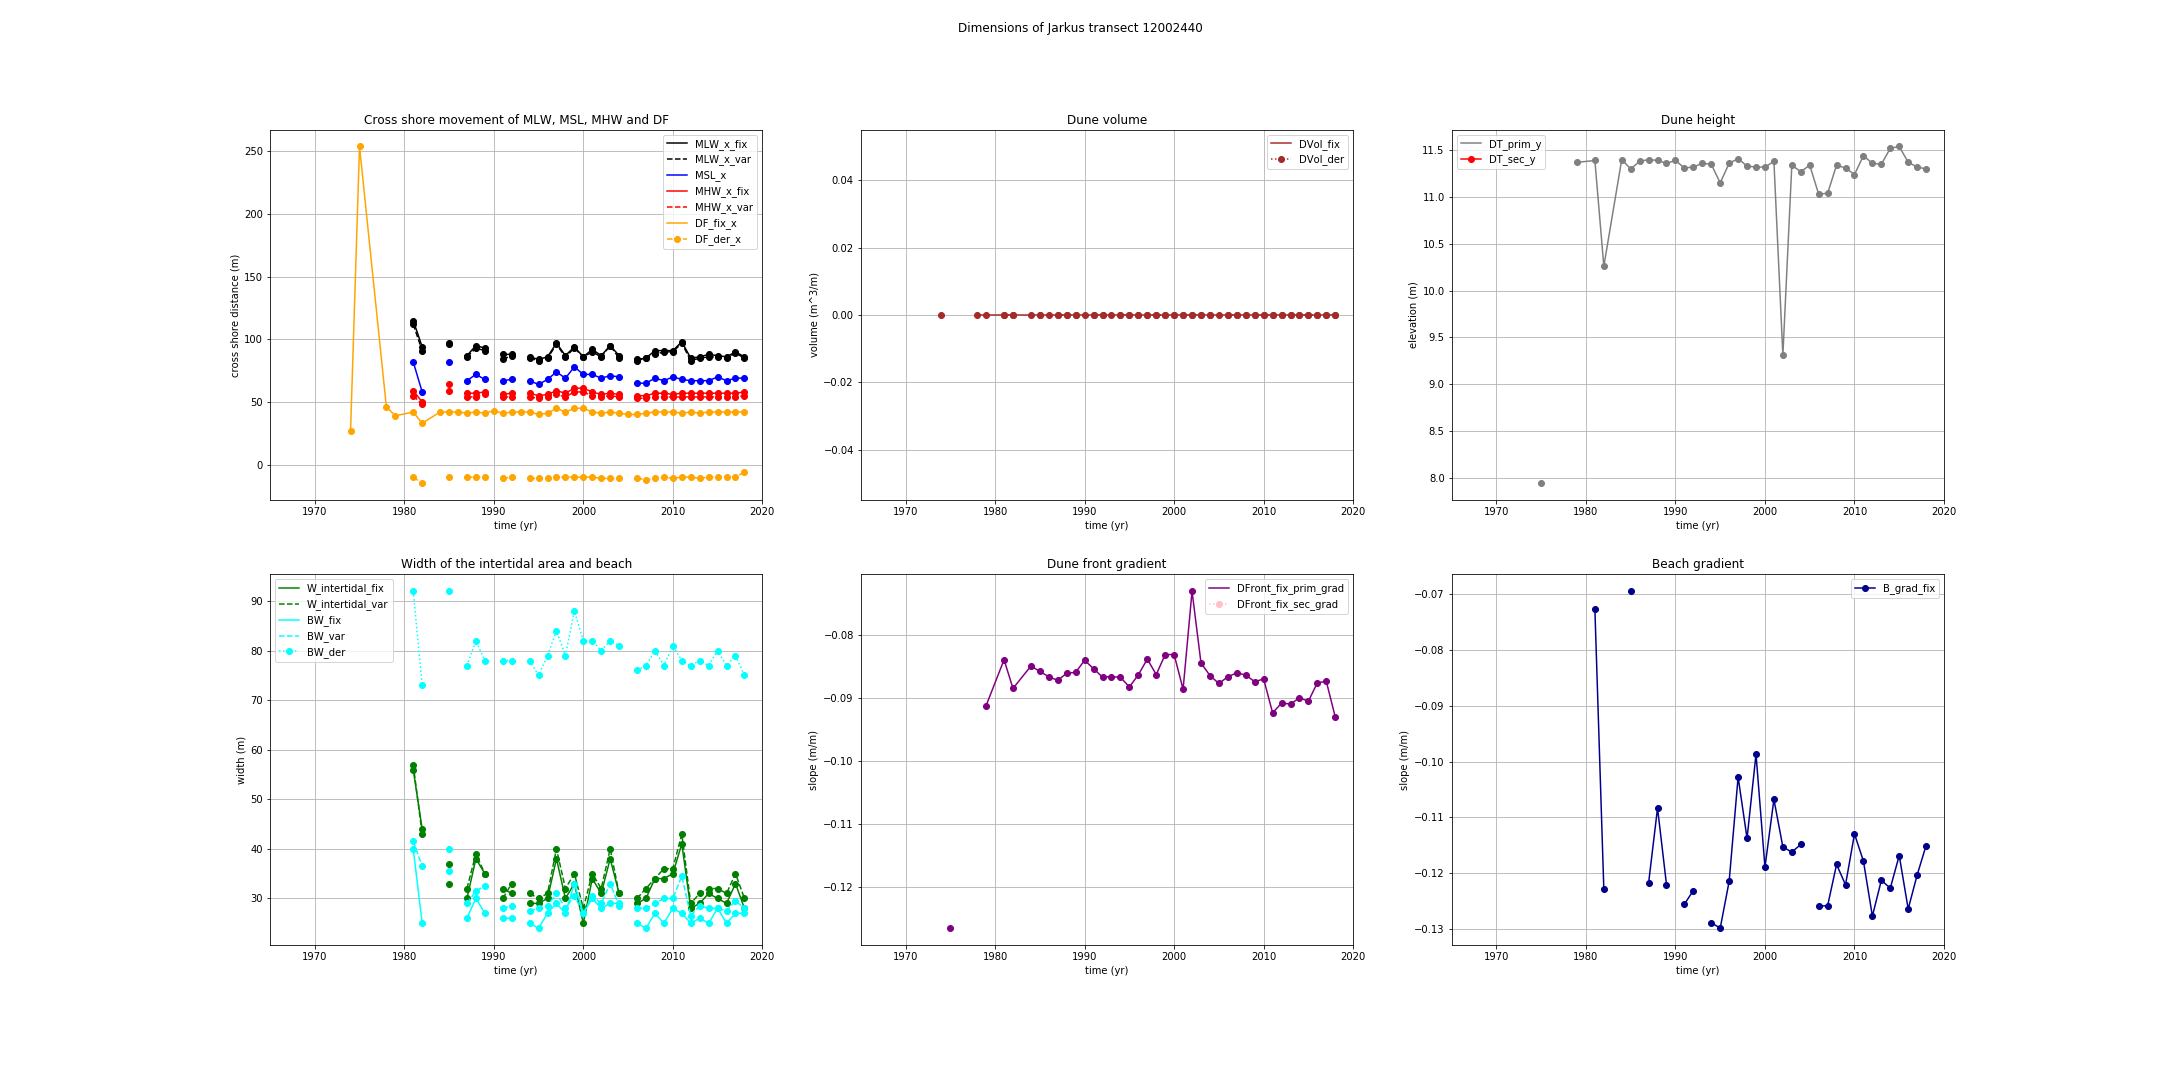 Dimensions of Jarkus transect 12002440
Cross shore movement of MLW, MSL, MHW and DF
250
200
150
100
50
0
cross shore distance (m)
1970 1980 1990 2000 2010 2020
time (yr)
MLW_x_fix
MLW_x_var
MSL_x
MHW_x_fix
MHW_x_var
DF_fix_x
DF_der_x
Dune volume
0.04
0.02
0.00
−0.02
−0.04
volume (m^3/m)
1970 1980 1990 2000 2010 2020
time (yr)
DVol_fix
DVol_der
Dune height
11.5
11.0
10.5
10.0
9.5
9.0
8.5
8.0
elevation (m)
1970 1980 1990 2000 2010 2020
time (yr)
DT_prim_y
DT_sec_y
Width of the intertidal area and beach
90
80
70
60
50
40
30
width (m)
1970 1980 1990 2000 2010 2020
time (yr)
W_intertidal_fix
W_intertidal_var
BW_fix
BW_var
BW_der
Dune front gradient
−0.08
−0.09
−0.10
−0.11
−0.12
slope (m/m)
1970 1980 1990 2000 2010 2020
time (yr)
DFront_fix_prim_grad
DFront_fix_sec_grad
Beach gradient
−0.07
−0.08
−0.09
−0.10
−0.11
−0.12
−0.13
slope (m/m)
1970 1980 1990 2000 2010 2020
time (yr)
B_grad_fix